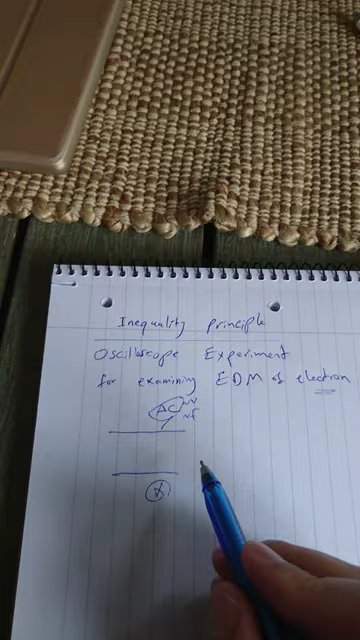 Inequality principle
Oscilloscope Experiment
for examining EDM of electron
AC ~V
~f